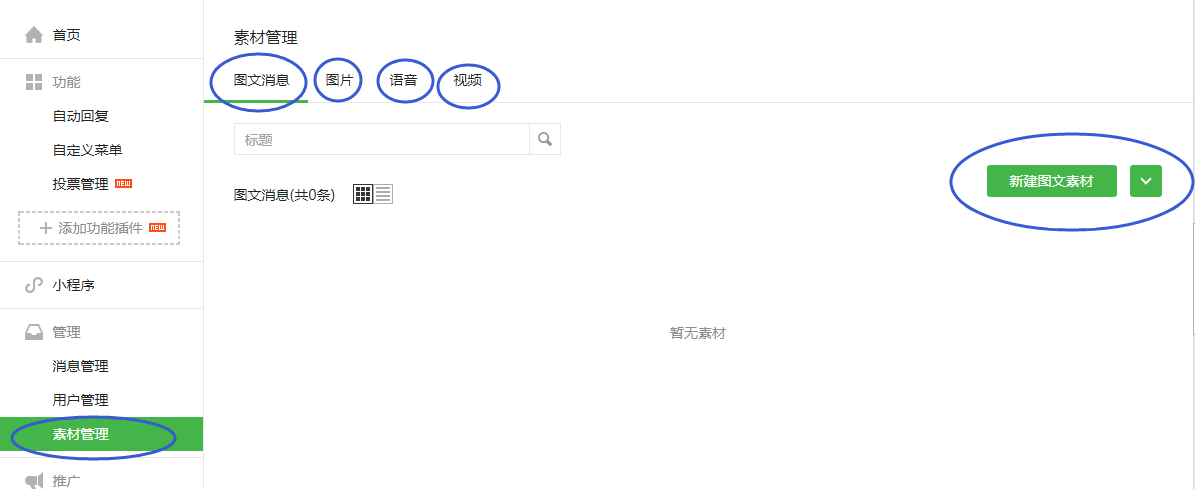 首页
功能
自动回复
自定义菜单
投票管理 NEW
添加功能插件 NEW
小程序
管理
消息管理
用户管理
素材管理
推广
素材管理
图文消息 图片 语音 视频
标题
新建图文素材
图文消息(共0条)
暂无素材